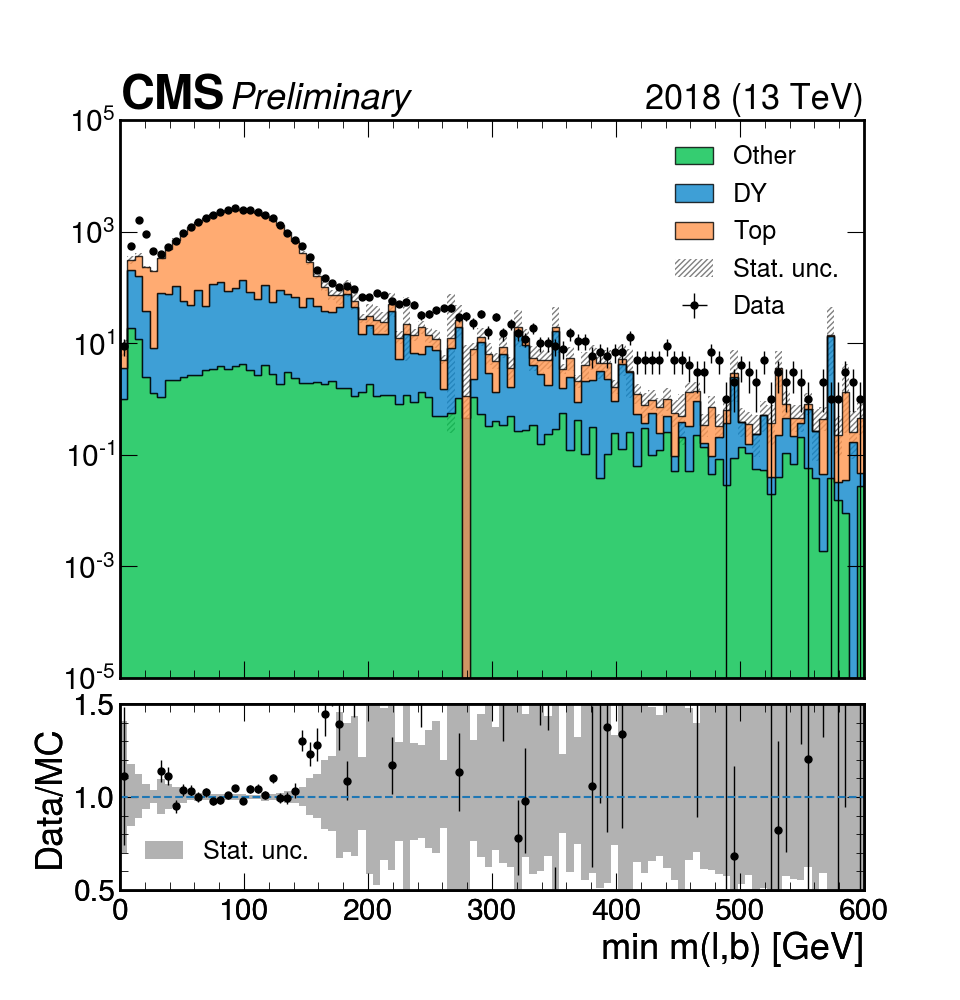 CMS Preliminary 2018 (13 TeV)
10^5
10^3
10^1
10^-1
10^-3
10^-5
Other
DY
Top
Stat. unc.
Data
1.5
1.0
0.5
Data/MC
Stat. unc.
0 100 200 300 400 500 600
min m(l,b) [GeV]